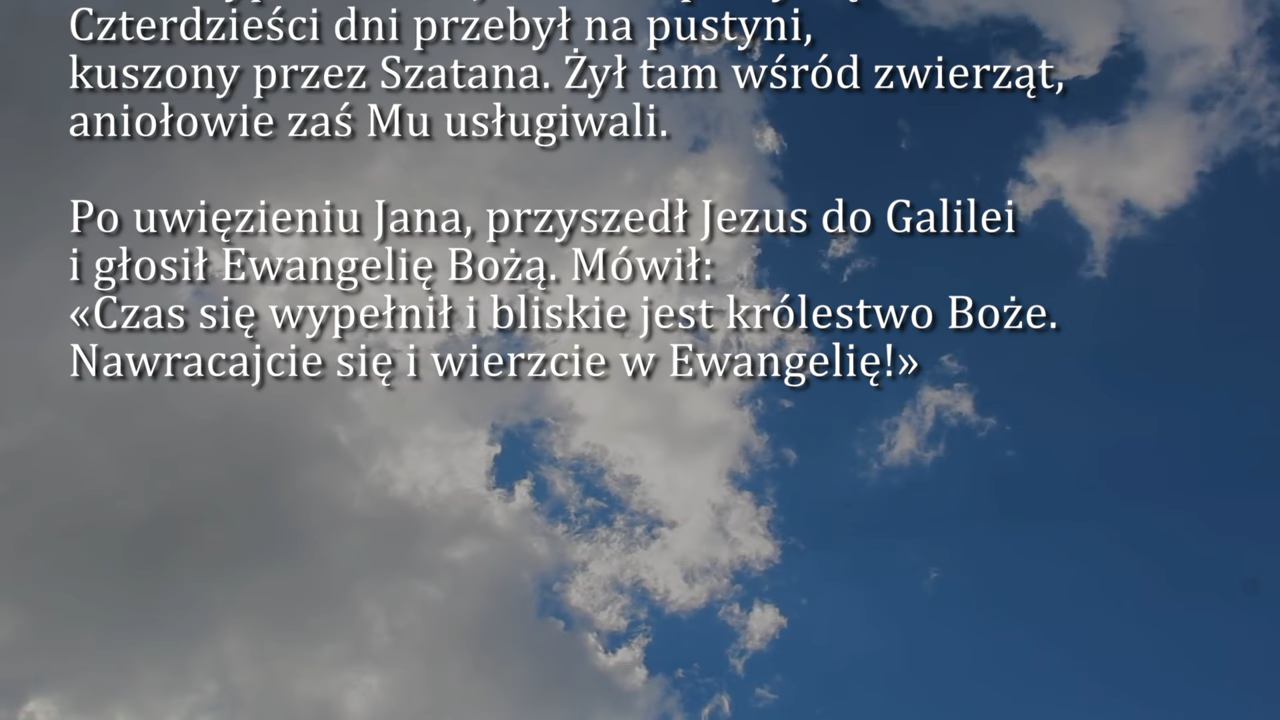 Czterdzieści dni przebył na pustyni,
kuszony przez Szatana. Żył tam wśród zwierząt,
aniołowie zaś Mu usługiwali.
Po uwięzieniu Jana, przyszedł Jezus do Galilei
i głosił Ewangelię Bożą. Mówił:
«Czas się wypełnił i bliskie jest królestwo Boże.
Nawracajcie się i wierzcie w Ewangelię!»